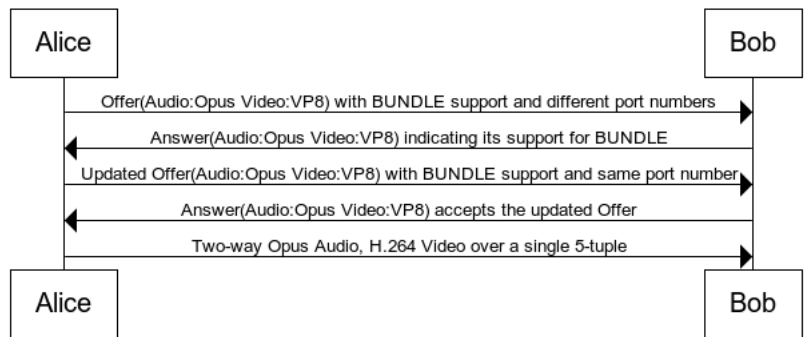 Alice
Bob
Offer(Audio:Opus Video:VP8) with BUNDLE support and different port numbers
Answer(Audio:Opus Video:VP8) indicating its support for BUNDLE
Updated Offer(Audio:Opus Video:VP8) with BUNDLE support and same port number
Answer(Audio:Opus Video:VP8) accepts the updated Offer
Two-way Opus Audio, H.264 Video over a single 5-tuple
Alice
Bob